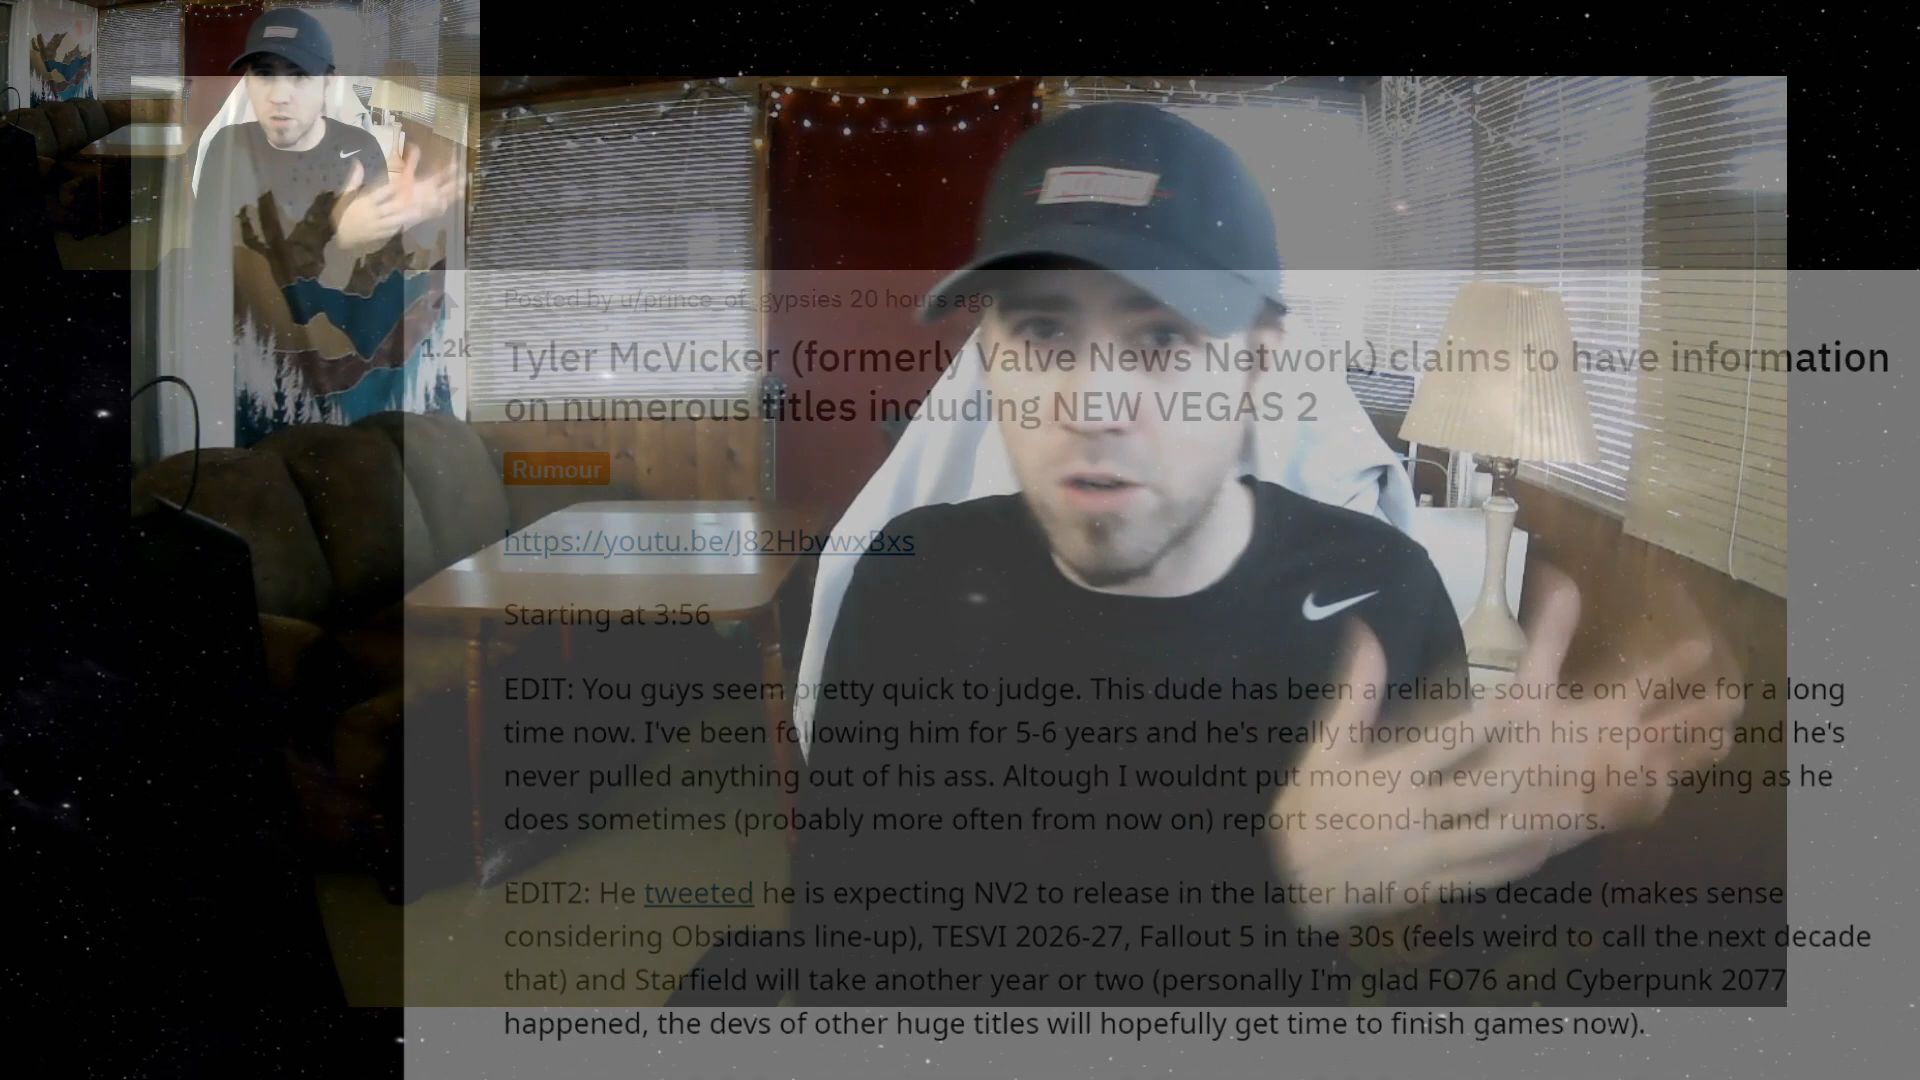 Posted by u/prince_of_gypsies 20 hours ago
1.2k
Tyler McVicker (formerly Valve News Network) claims to have information
on numerous titles including NEW VEGAS 2
Rumour
https://youtu.be/J82HbvwxBxs
Starting at 3:56
EDIT: You guys seem pretty quick to judge. This dude has been a reliable source on Valve for a long
time now. I've been following him for 5-6 years and he's really thorough with his reporting and he's
never pulled anything out of his ass. Altough I wouldnt put money on everything he's saying as he
does sometimes (probably more often from now on) report second-hand rumors.
EDIT2: He tweeted he is expecting NV2 to release in the latter half of this decade (makes sense
considering Obsidians line-up), TESVI 2026-27, Fallout 5 in the 30s (feels weird to call the next decade
that) and Starfield will take another year or two (personally I'm glad FO76 and Cyberpunk 2077
happened, the devs of other huge titles will hopefully get time to finish games now).